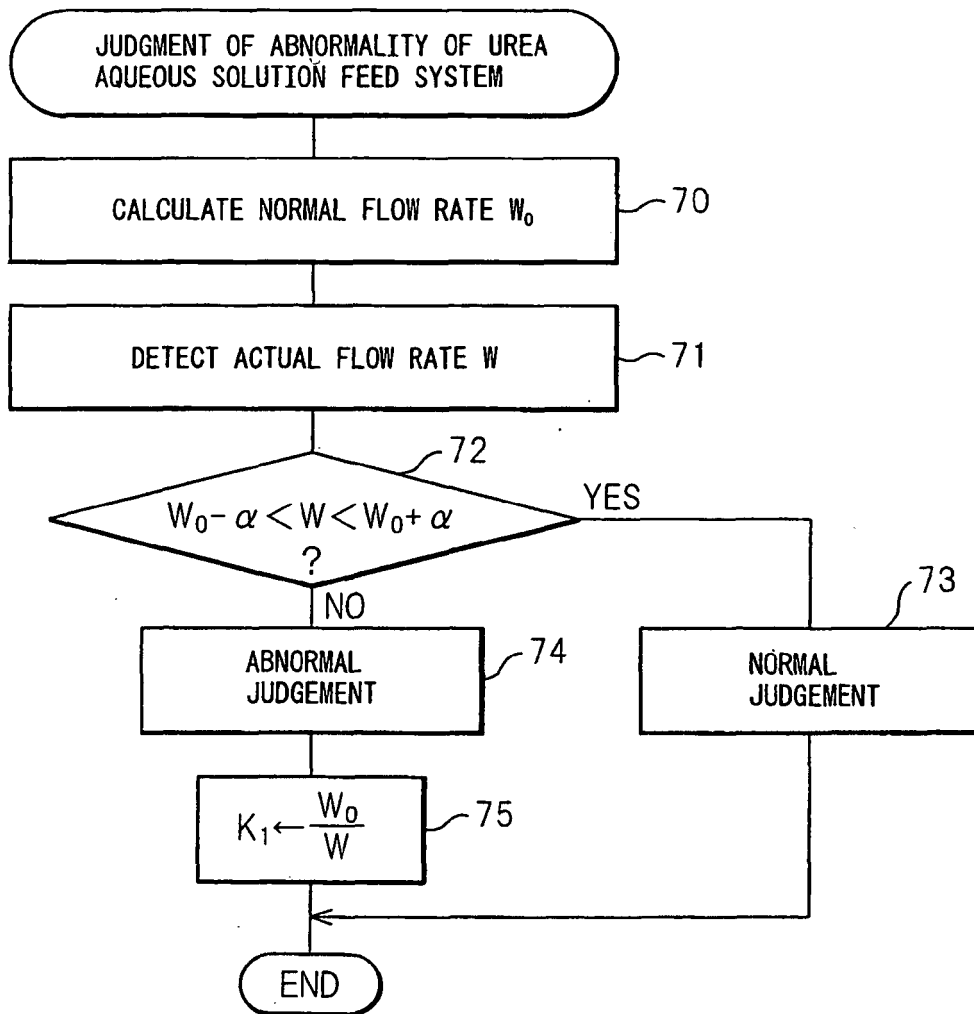 JUDGMENT OF ABNORMALITY OF UREA
AQUEOUS SOLUTION FEED SYSTEM
CALCULATE NORMAL FLOW RATE W₀
70
DETECT ACTUAL FLOW RATE W
71
72
W₀-α<W<W₀+α
?
YES
NO
73
ABNORMAL
JUDGEMENT
74
NORMAL
JUDGEMENT
K₁←W₀/W
75
END